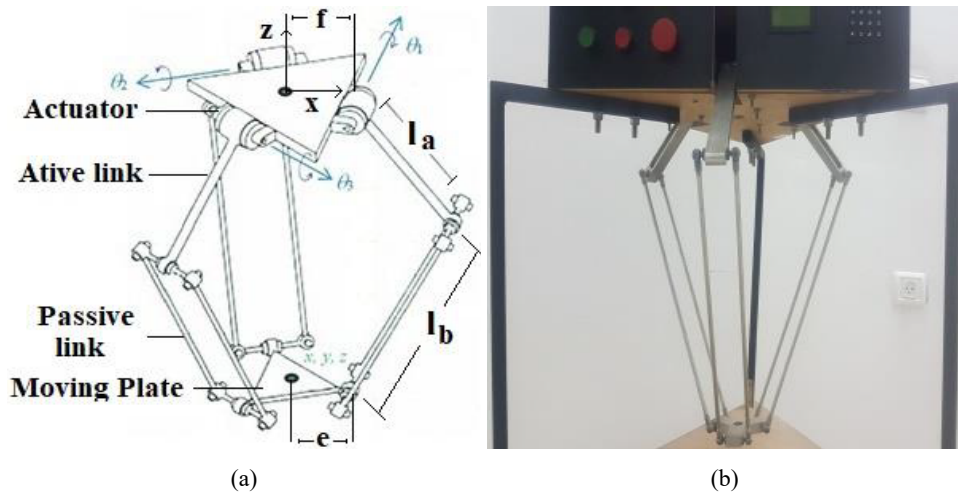 z
f
θ₁
θ₂
x
Actuator
l_a
Ative link
θ₃
Passive
link
l_b
x, y, z
Moving Plate
e
(a)
(b)